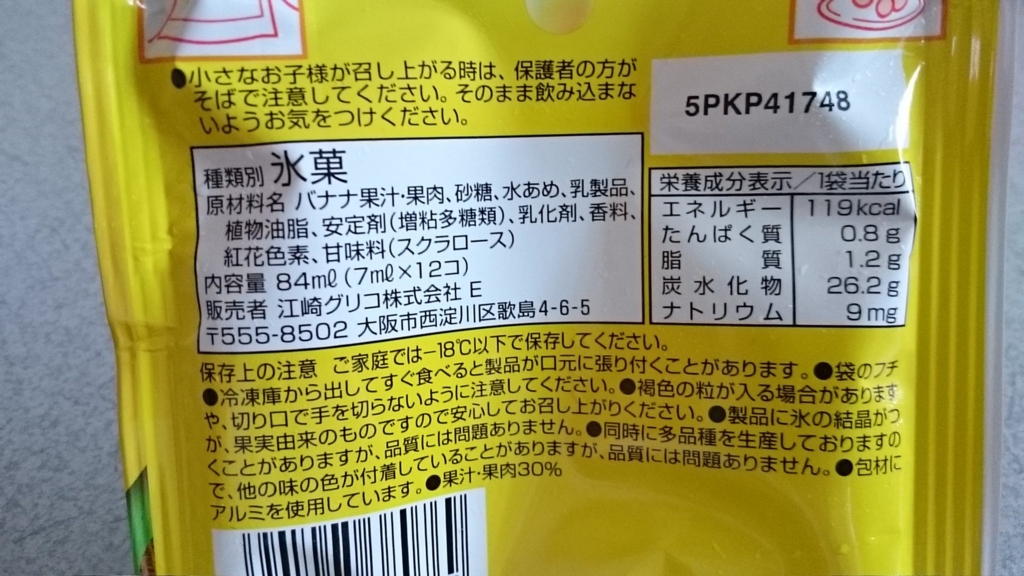 ●小さなお子様が召し上がる時は、保護者の方が
そばで注意してください。そのまま飲み込まな
いようお気をつけください。
5PKP41748
種類別 氷菓
原材料名 バナナ果汁・果肉、砂糖、水あめ、乳製品、
植物油脂、安定剤(増粘多糖類)、乳化剤、香料、
紅花色素、甘味料(スクラロース)
内容量 84mℓ(7mℓ×12コ)
販売者 江崎グリコ株式会社 E
〒555-8502 大阪市西淀川区歌島4-6-5
栄養成分表示/1袋当たり
エネルギー 119kcal
たんぱく質 0.8g
脂質 1.2g
炭水化物 26.2g
ナトリウム 9mg
保存上の注意 ご家庭では-18℃以下で保存してください。
●冷凍庫から出してすぐ食べると製品が口元に張り付くことがあります。●袋のフチ
や、切り口で手を切らないように注意してください。●褐色の粒が入る場合があります
が、果実由来のものですので安心してお召し上がりください。●製品に氷の結晶がつ
くことがありますが、品質には問題ありません。●同時に多品種を生産しておりますの
で、他の味の色が付着していることがありますが、品質には問題ありません。●包材に
アルミを使用しています。●果汁・果肉30%